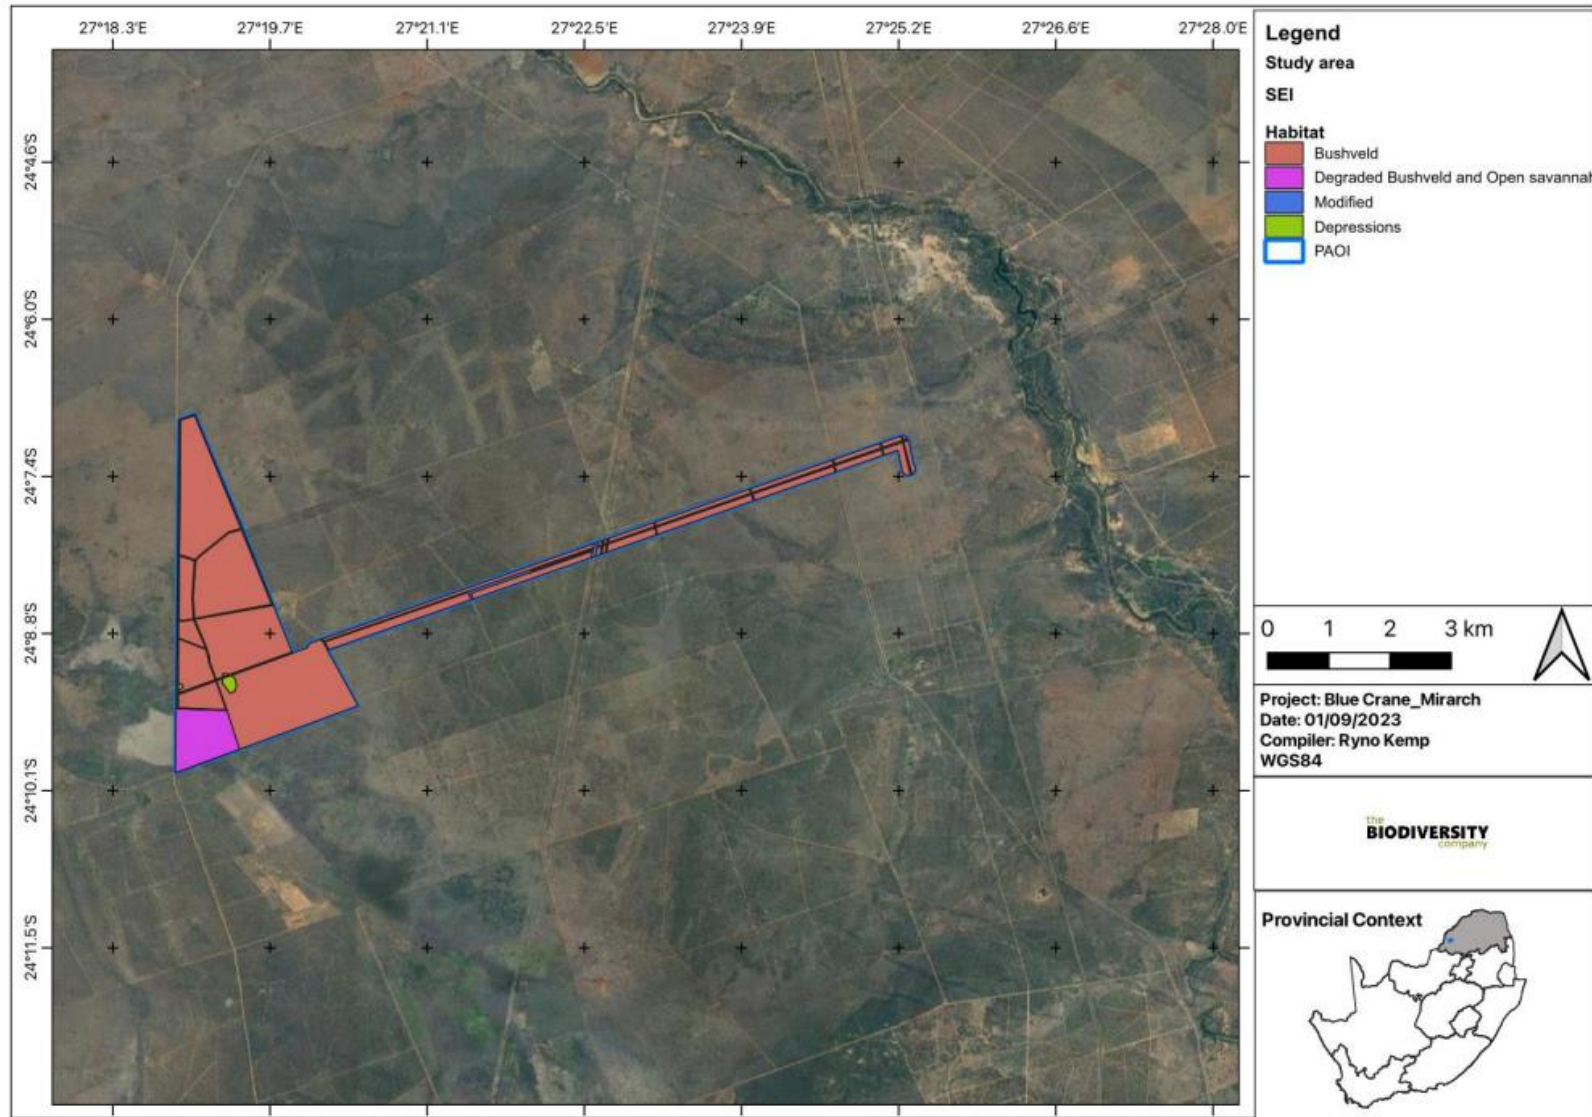 27°18.3'E 27°19.7'E 27°21.1'E 27°22.5'E 27°23.9'E 27°25.2'E 27°26.6'E 27°28.0'E
24°4.6'S
24°6.0'S
24°7.4'S
24°8.8'S
24°10.1'S
24°11.5'S
Legend
Study area
SEI
Habitat
Bushveld
Degraded Bushveld and Open savannah
Modified
Depressions
PAOI
0 1 2 3 km
Project: Blue Crane_Mirarch
Date: 01/09/2023
Compiler: Ryno Kemp
WGS84
the
BIODIVERSITY
company
Provincial Context